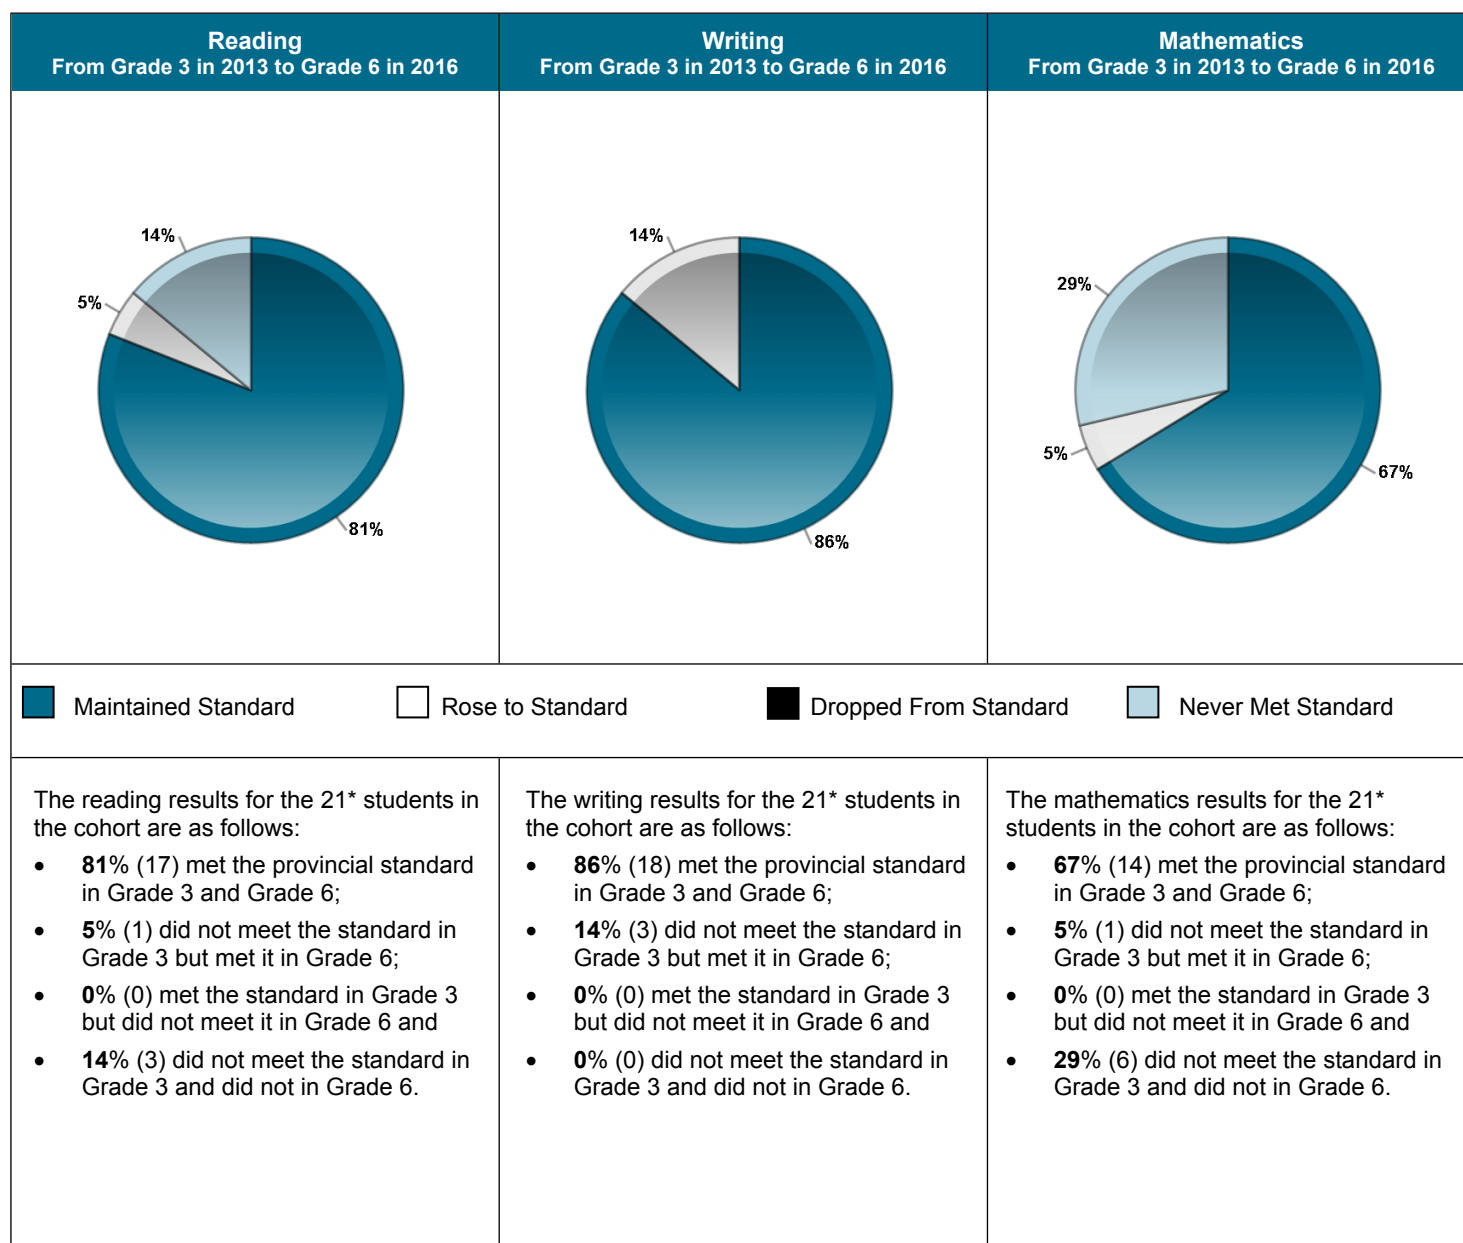 Reading
From Grade 3 in 2013 to Grade 6 in 2016
Writing
From Grade 3 in 2013 to Grade 6 in 2016
Mathematics
From Grade 3 in 2013 to Grade 6 in 2016
14%
5%
81%
14%
86%
29%
5%
67%
Maintained Standard
Rose to Standard
Dropped From Standard
Never Met Standard
The reading results for the 21* students in
the cohort are as follows:
• 81% (17) met the provincial standard
in Grade 3 and Grade 6;
• 5% (1) did not meet the standard in
Grade 3 but met it in Grade 6;
• 0% (0) met the standard in Grade 3
but did not meet it in Grade 6 and
• 14% (3) did not meet the standard in
Grade 3 and did not in Grade 6.
The writing results for the 21* students in
the cohort are as follows:
• 86% (18) met the provincial standard
in Grade 3 and Grade 6;
• 14% (3) did not meet the standard in
Grade 3 but met it in Grade 6;
• 0% (0) met the standard in Grade 3
but did not meet it in Grade 6 and
• 0% (0) did not meet the standard in
Grade 3 and did not in Grade 6.
The mathematics results for the 21*
students in the cohort are as follows:
• 67% (14) met the provincial standard
in Grade 3 and Grade 6;
• 5% (1) did not meet the standard in
Grade 3 but met it in Grade 6;
• 0% (0) met the standard in Grade 3
but did not meet it in Grade 6 and
• 29% (6) did not meet the standard in
Grade 3 and did not in Grade 6.